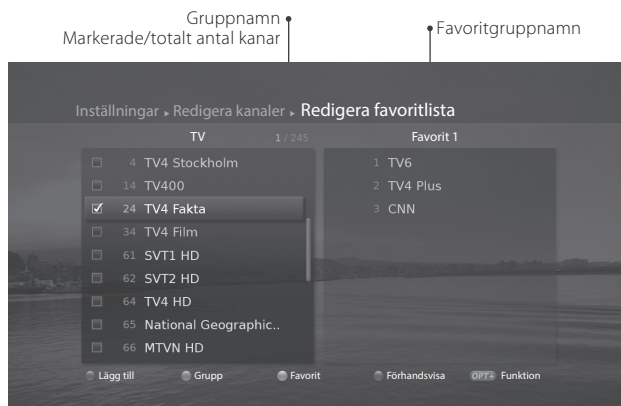 Gruppnamn
Markerade/totalt antal kanar
Favoritgruppnamn
Inställningar ▸ Redigera kanaler ▸ Redigera favoritlista
TV 1 / 245 Favorit 1
4 TV4 Stockholm
14 TV400
24 TV4 Fakta
34 TV4 Film
61 SVT1 HD
62 SVT2 HD
64 TV4 HD
65 National Geographic..
66 MTVN HD
1 TV6
2 TV4 Plus
3 CNN
Lägg till Grupp Favorit Förhandsvisa OPT+ Funktion